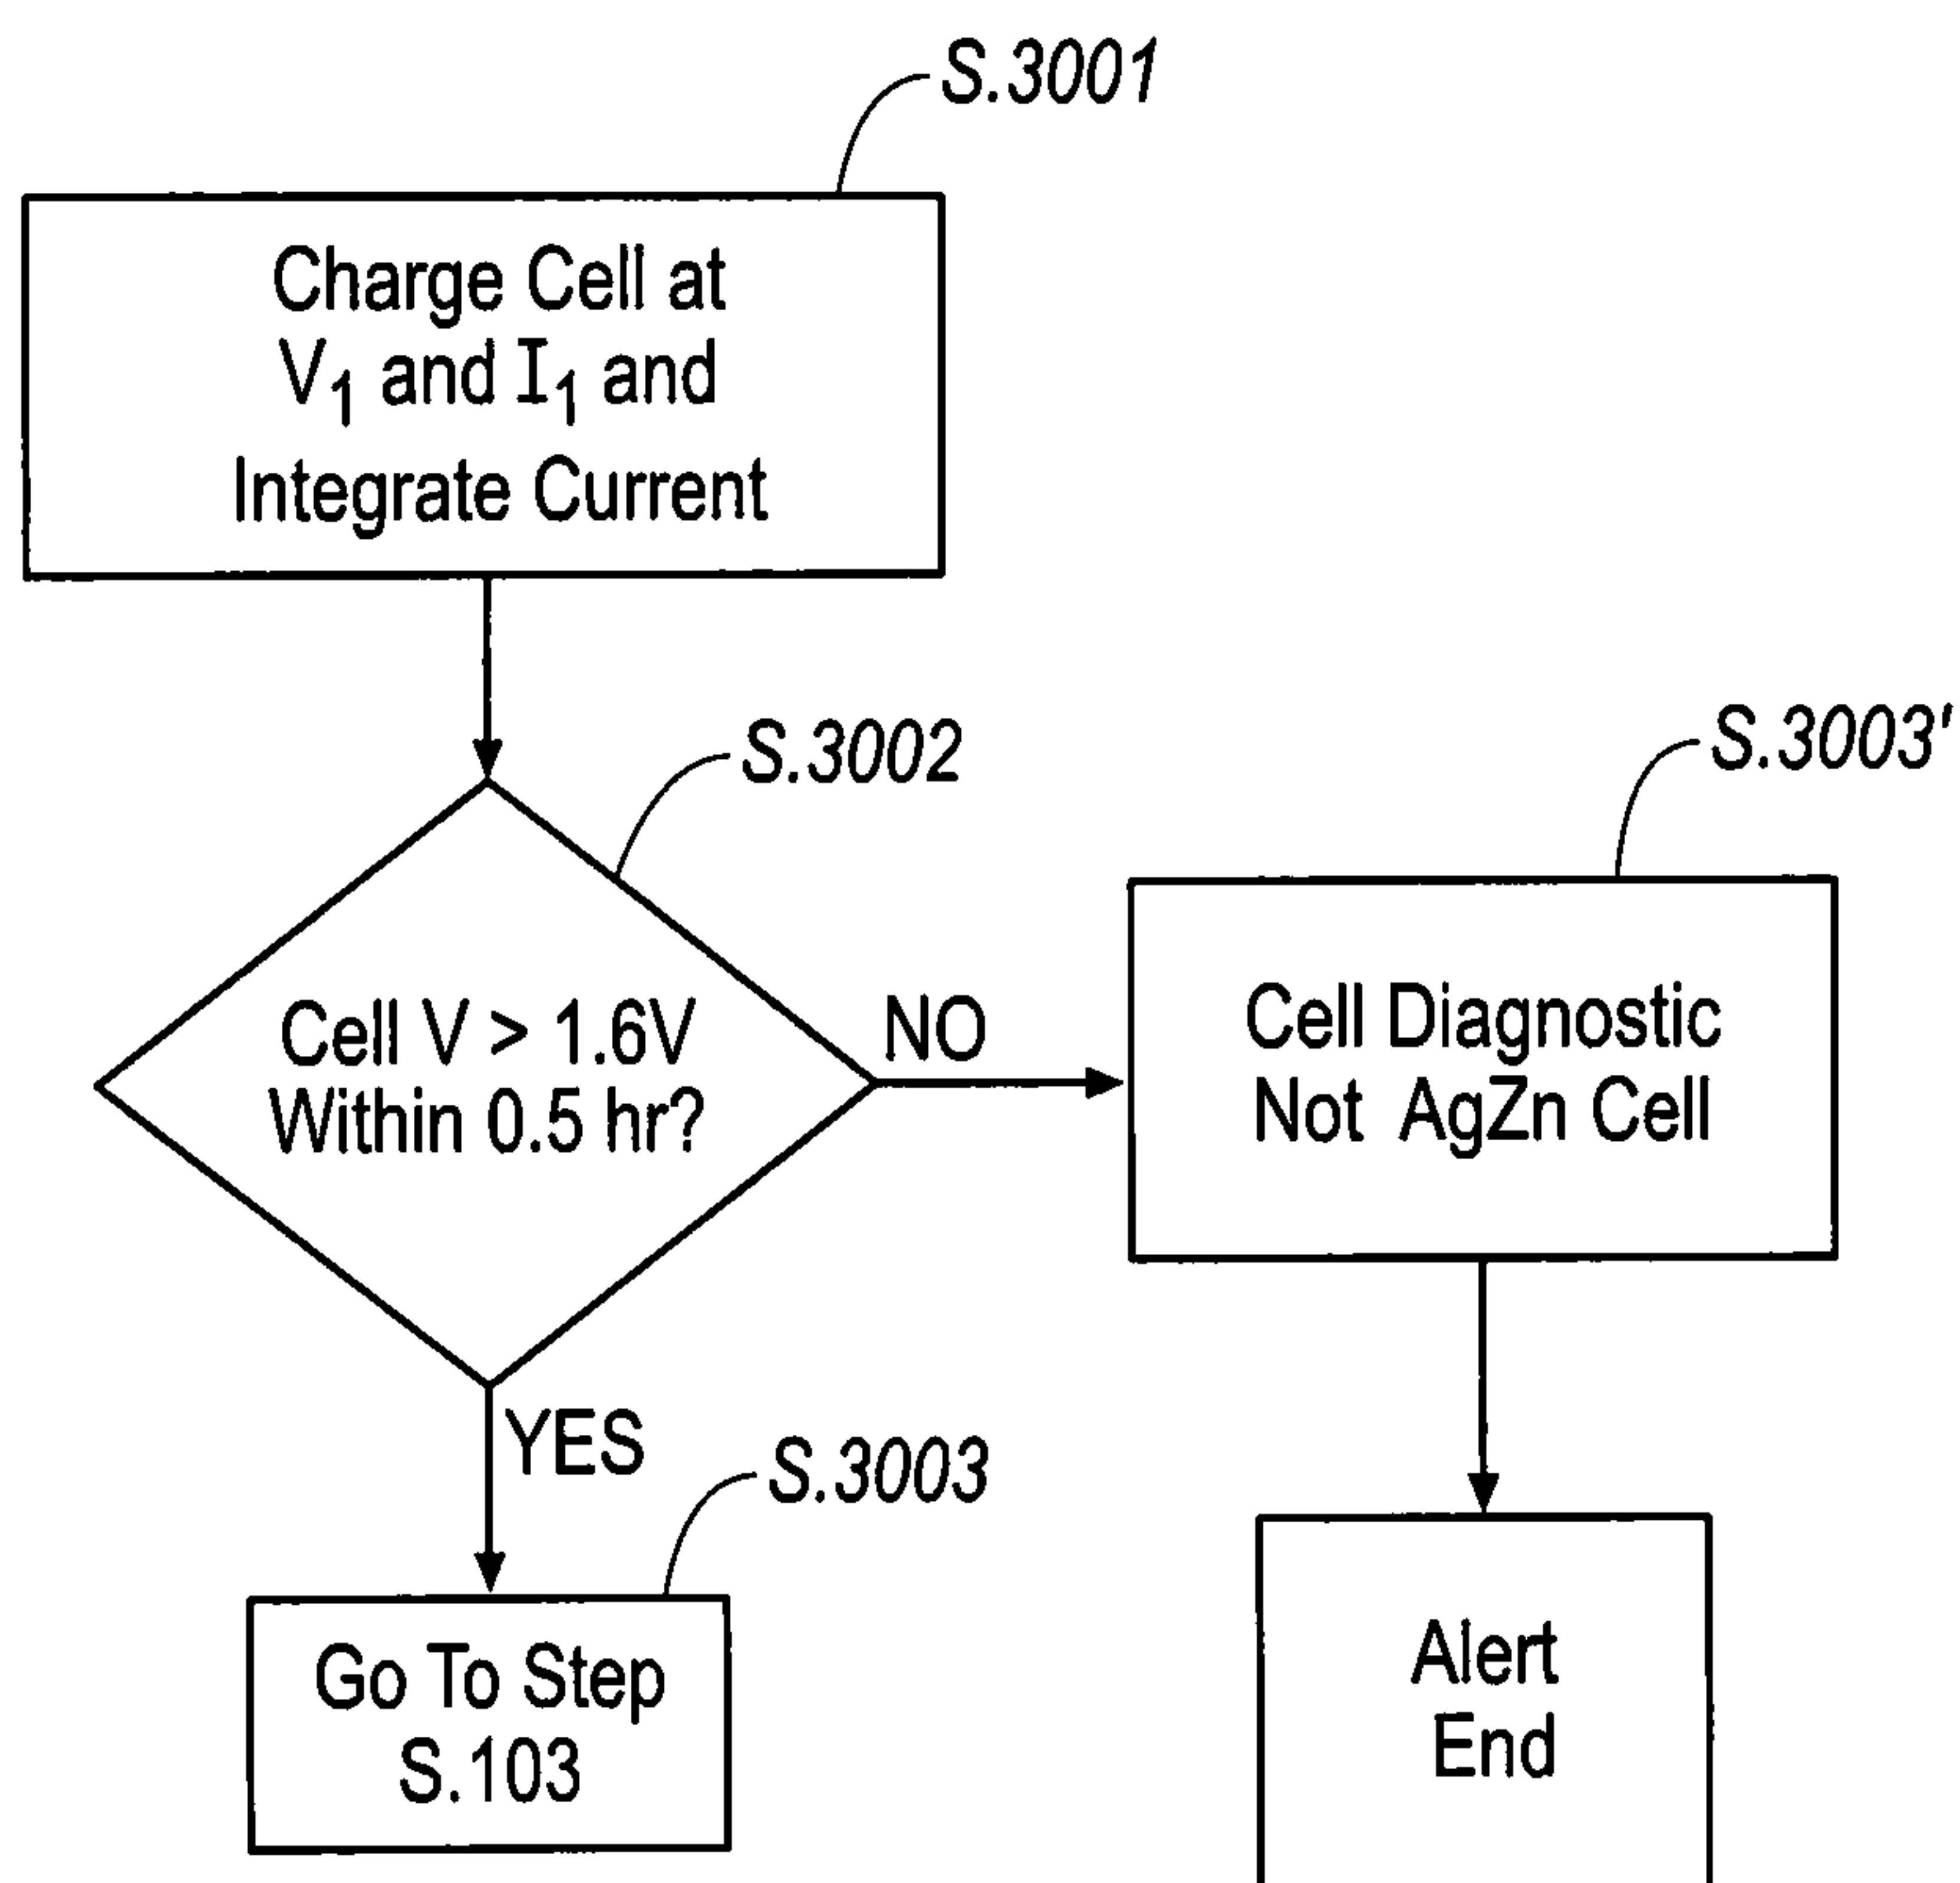 S.3001
Charge Cell at
V₁ and I₁ and
Integrate Current
S.3002
Cell V > 1.6V
Within 0.5 hr?
NO
S.3003'
Cell Diagnostic
Not AgZn Cell
YES
S.3003
Go To Step
S.103
Alert
End